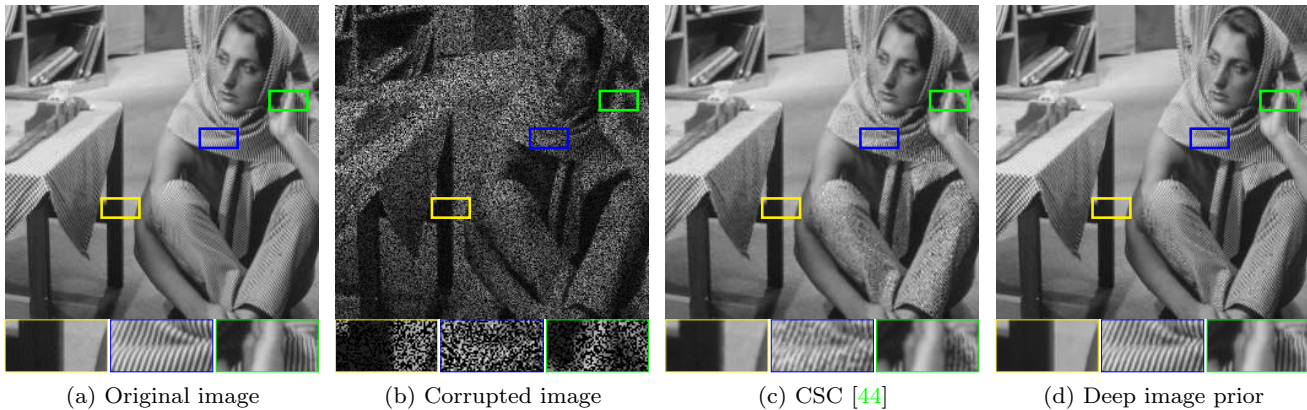 (a) Original image
(b) Corrupted image
(c) CSC [44]
(d) Deep image prior